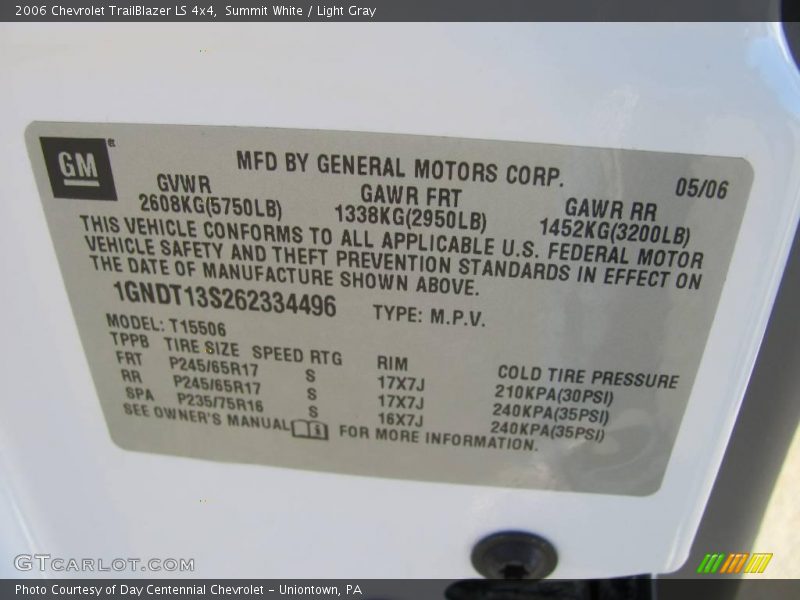 2006 Chevrolet TrailBlazer LS 4x4, Summit White / Light Gray
GM
MFD BY GENERAL MOTORS CORP.
05/06
GVWR GAWR FRT GAWR RR
2608KG(5750LB) 1338KG(2950LB) 1452KG(3200LB)
THIS VEHICLE CONFORMS TO ALL APPLICABLE U.S. FEDERAL MOTOR
VEHICLE SAFETY AND THEFT PREVENTION STANDARDS IN EFFECT ON
THE DATE OF MANUFACTURE SHOWN ABOVE.
1GNDT13S262334496 TYPE: M.P.V.
MODEL: T15506
TPPB TIRE SIZE SPEED RTG RIM COLD TIRE PRESSURE
FRT P245/65R17 S 17X7J 210KPA(30PSI)
RR P245/65R17 S 17X7J 240KPA(35PSI)
SPA P235/75R16 S 16X7J 240KPA(35PSI)
SEE OWNER'S MANUAL i FOR MORE INFORMATION.
GTCARLOT.COM
Photo Courtesy of Day Centennial Chevrolet - Uniontown, PA